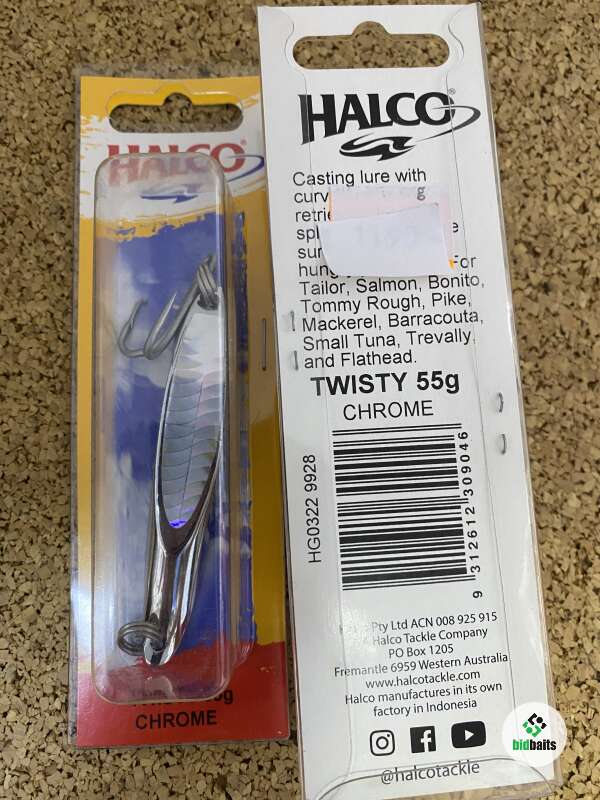 HALCO
CHROME
HALCO®
Casting lure with
curv
retrie
For
Tailor, Salmon, Bonito,
Tommy Rough, Pike,
Mackerel, Barracouta,
Small Tuna, Trevally,
and Flathead.
TWISTY 55g
CHROME
HG0322 9928
9 312612 309046
Pty Ltd ACN 008 925 915
Halco Tackle Company
PO Box 1205
Fremantle 6959 Western Australia
www.halcotackle.com
Halco manufactures in its own
factory in Indonesia
@halcotackle
bidbaits